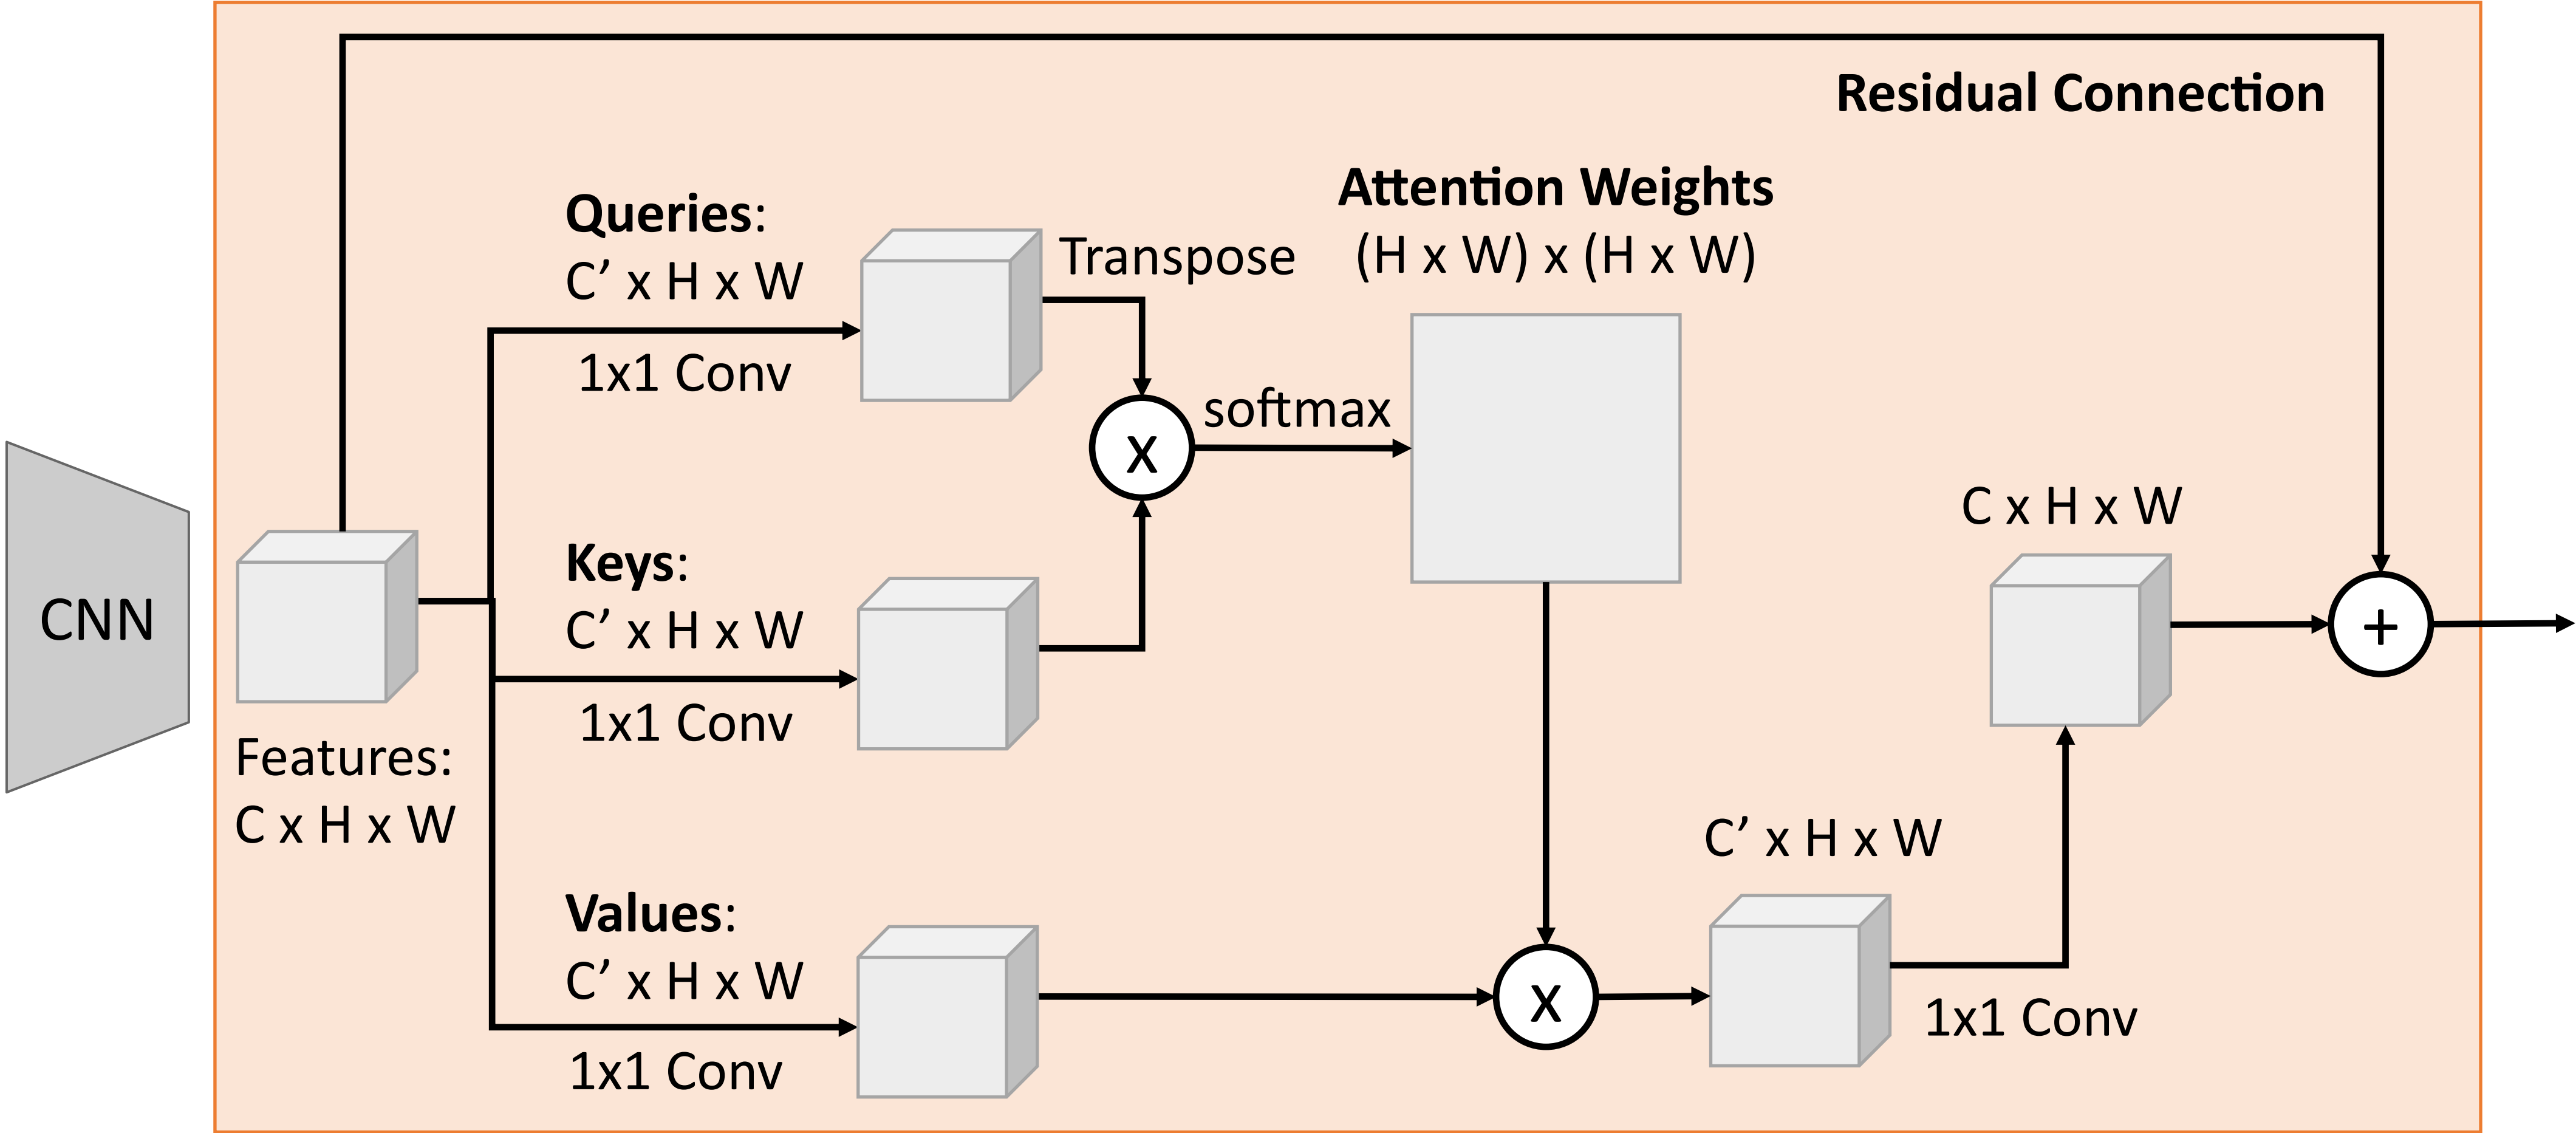 Residual Connection
Attention Weights
(H x W) x (H x W)
Queries:
C’ x H x W
1x1 Conv
Transpose
x
softmax
CNN
Features:
C x H x W
Keys:
C’ x H x W
1x1 Conv
Values:
C’ x H x W
1x1 Conv
x
C’ x H x W
1x1 Conv
C x H x W
+